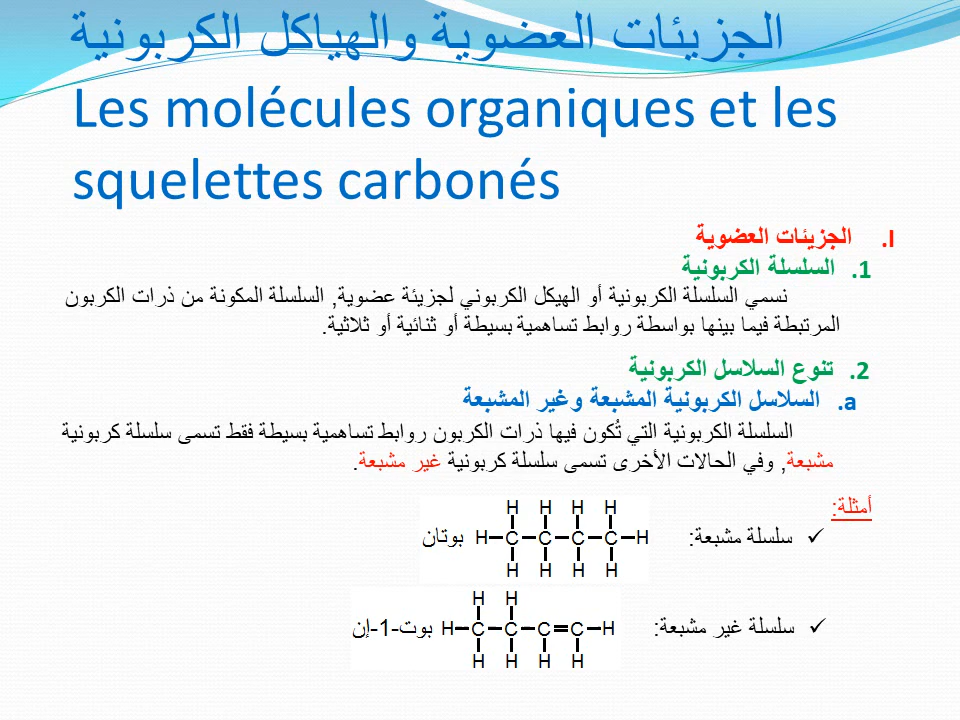 الجزيئات العضوية والهياكل الكربونية
Les molécules organiques et les
squelettes carbonés
I. الجزيئات العضوية
1. السلسلة الكربونية
نسمي السلسلة الكربونية أو الهيكل الكربوني لجزيئة عضوية, السلسلة المكونة من ذرات الكربون
المرتبطة فيما بينها بواسطة روابط تساهمية بسيطة أو ثنائية أو ثلاثية.
2. تنوع السلاسل الكربونية
a. السلاسل الكربونية المشبعة وغير المشبعة
السلسلة الكربونية التي تُكون فيها ذرات الكربون روابط تساهمية بسيطة فقط تسمى سلسلة كربونية
مشبعة, وفي الحالات الأخرى تسمى سلسلة كربونية غير مشبعة.
أمثلة:
H H H H
✓ سلسلة مشبعة: H-C-C-C-C-H بوتان
H H H H
H H
✓ سلسلة غير مشبعة: H-C-C-C=C-H بوت-1-إن
H H H H